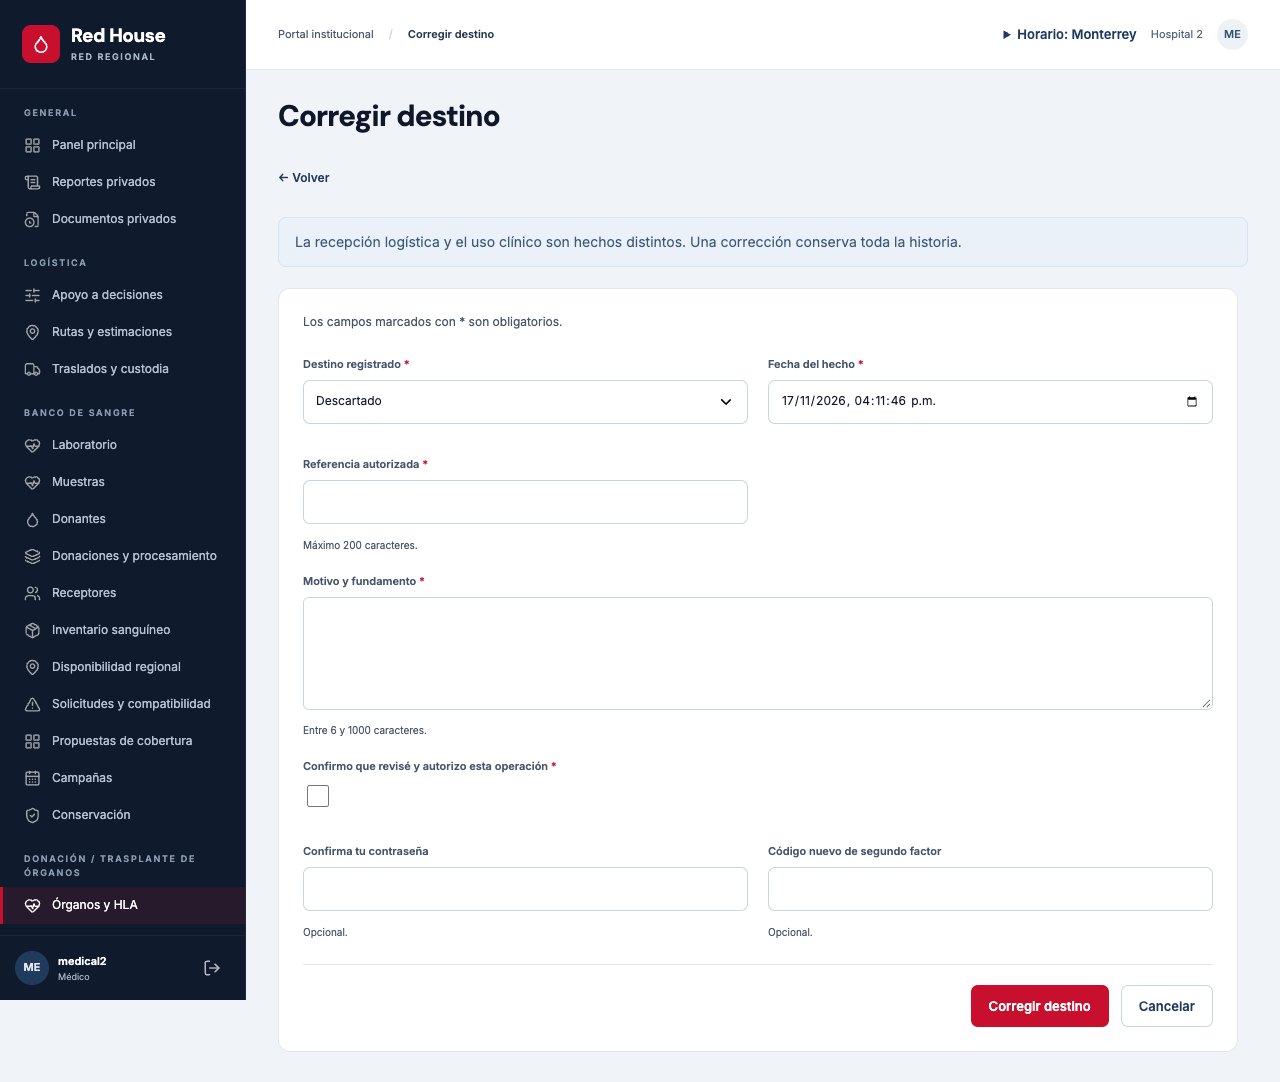 Red House
RED REGIONAL
GENERAL
Panel principal
Reportes privados
Documentos privados
LOGÍSTICA
Apoyo a decisiones
Rutas y estimaciones
Traslados y custodia
BANCO DE SANGRE
Laboratorio
Muestras
Donantes
Donaciones y procesamiento
Receptores
Inventario sanguíneo
Disponibilidad regional
Solicitudes y compatibilidad
Propuestas de cobertura
Campañas
Conservación
DONACIÓN / TRASPLANTE DE
ÓRGANOS
Órganos y HLA
ME
medical2
Médico
Portal institucional / Corregir destino
▶ Horario: Monterrey Hospital 2 ME
Corregir destino
← Volver
La recepción logística y el uso clínico son hechos distintos. Una corrección conserva toda la historia.
Los campos marcados con * son obligatorios.
Destino registrado * Fecha del hecho *
Descartado 17/11/2026, 04:11:46 p.m.
Referencia autorizada *
Máximo 200 caracteres.
Motivo y fundamento *
Entre 6 y 1000 caracteres.
Confirmo que revisé y autorizo esta operación *
Confirma tu contraseña Código nuevo de segundo factor
Opcional. Opcional.
Corregir destino Cancelar